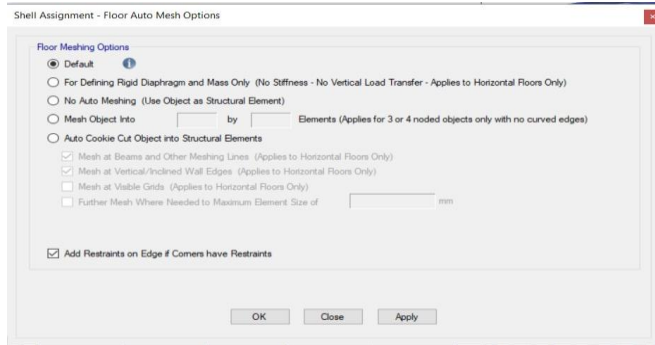 Shell Assignment - Floor Auto Mesh Options
Floor Meshing Options
Default
For Defining Rigid Diaphragm and Mass Only (No Stiffness - No Vertical Load Transfer - Applies to Horizontal Floors Only)
No Auto Meshing (Use Object as Structural Element)
Mesh Object Into by Elements (Applies for 3 or 4 noded objects only with no curved edges)
Auto Cookie Cut Object into Structural Elements
Mesh at Beams and Other Meshing Lines (Applies to Horizontal Floors Only)
Mesh at Vertical/Inclined Wall Edges (Applies to Horizontal Floors Only)
Mesh at Visible Grids (Applies to Horizontal Floors Only)
Further Mesh Where Needed to Maximum Element Size of mm
Add Restraints on Edge if Corners have Restraints
OK Close Apply